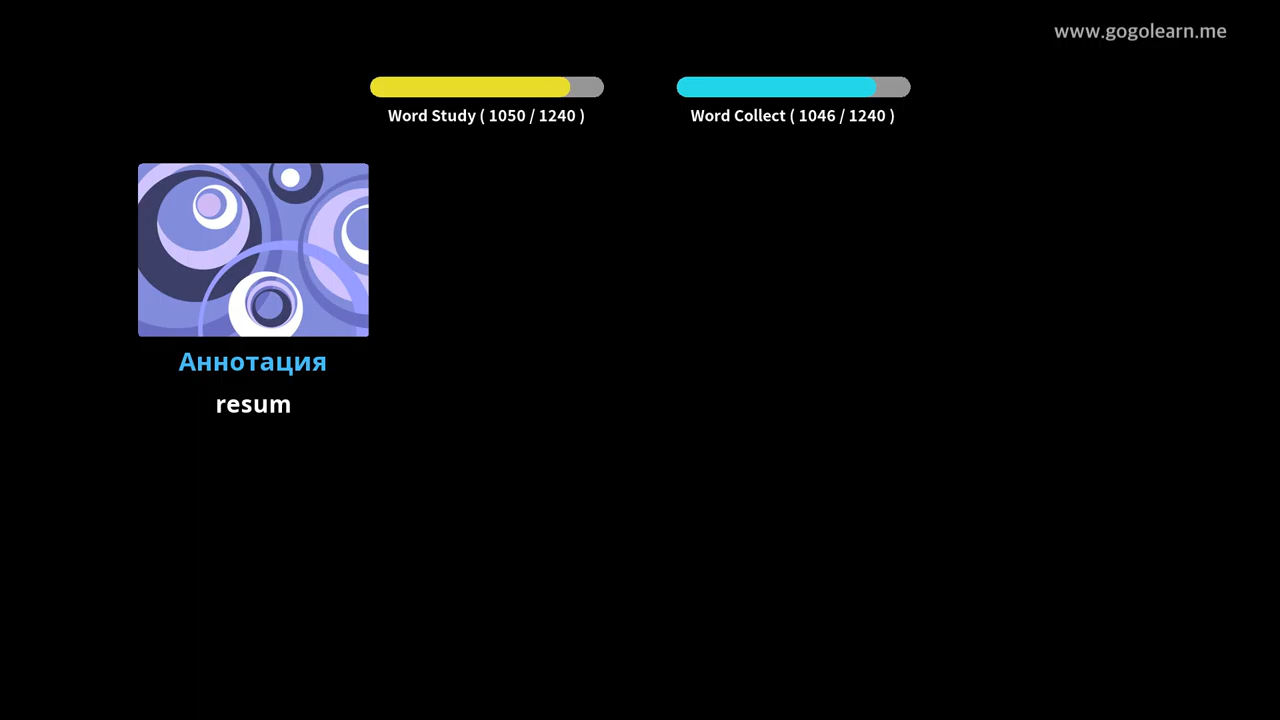 www.gogolearn.me
Word Study ( 1050 / 1240 )
Word Collect ( 1046 / 1240 )
Аннотация
resum